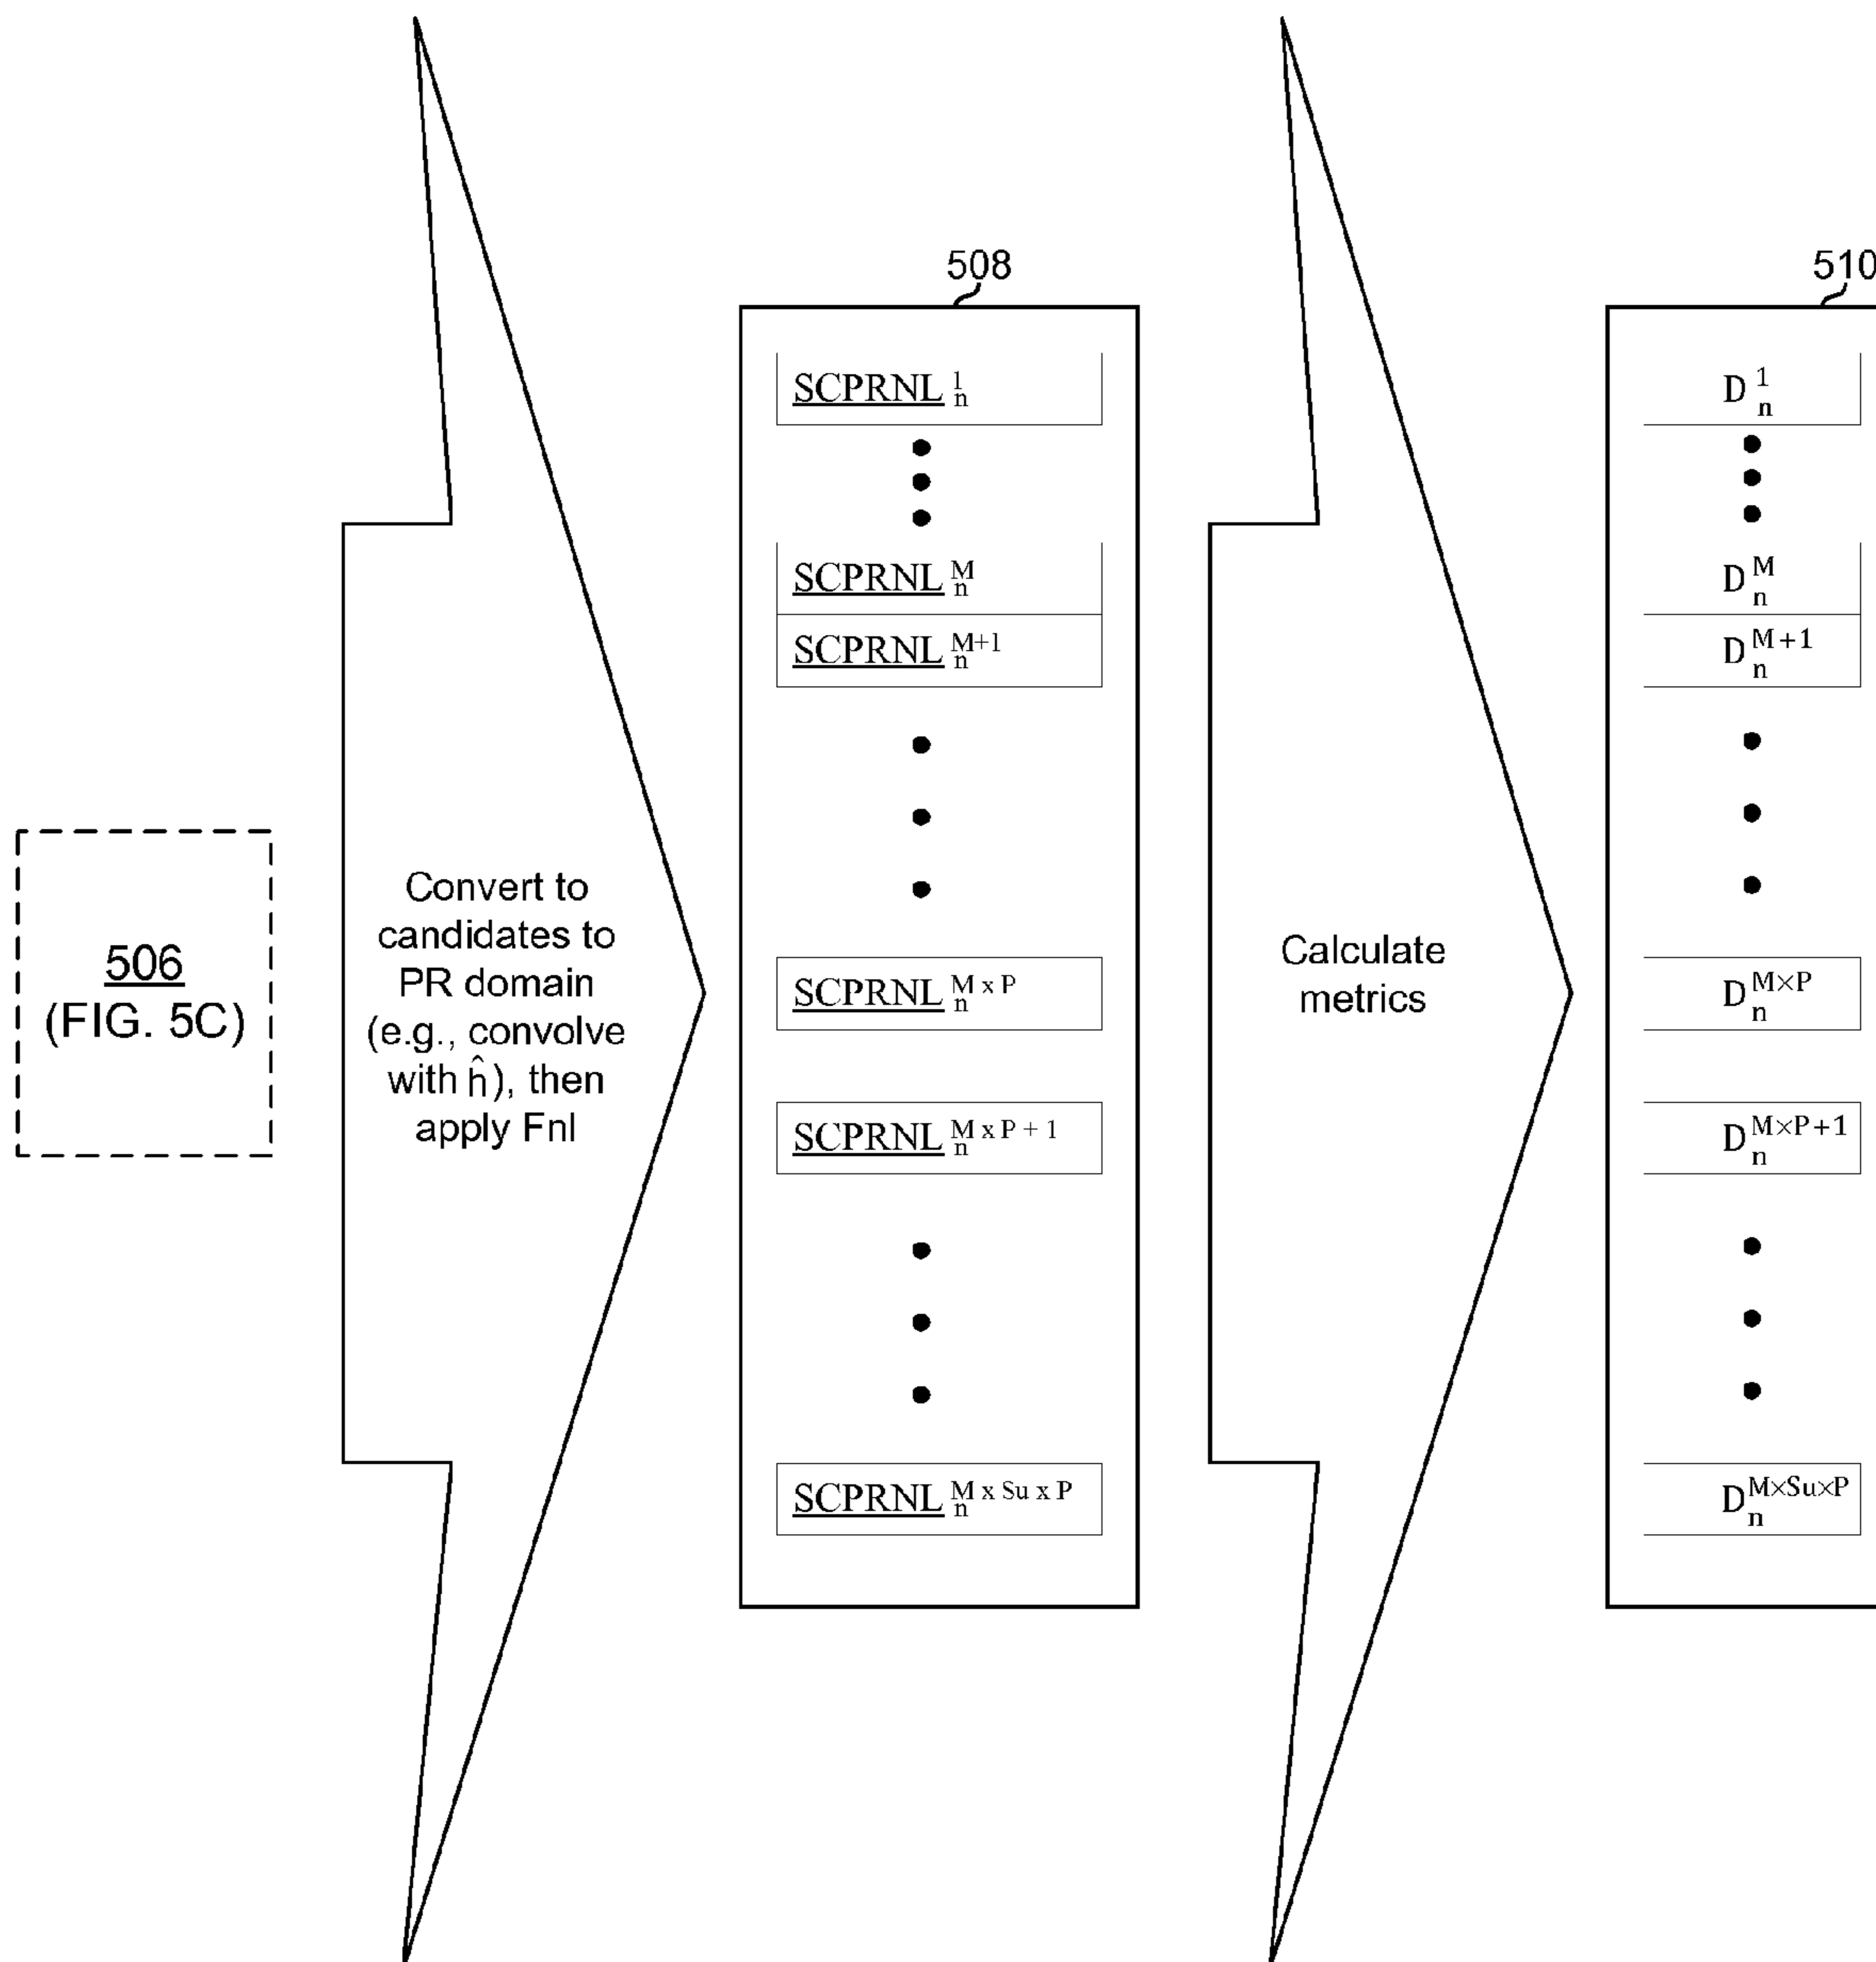 506
(FIG. 5C)
Convert to
candidates to
PR domain
(e.g., convolve
with ĥ), then
apply Fnl
508
SCPRNL 1 n
SCPRNL M n
SCPRNL M+1 n
SCPRNL M x P n
SCPRNL M x P + 1 n
SCPRNL M x Su x P n
Calculate
metrics
510
D 1 n
D M n
D M+1 n
D M×P n
D M×P+1 n
D M×Su×P n